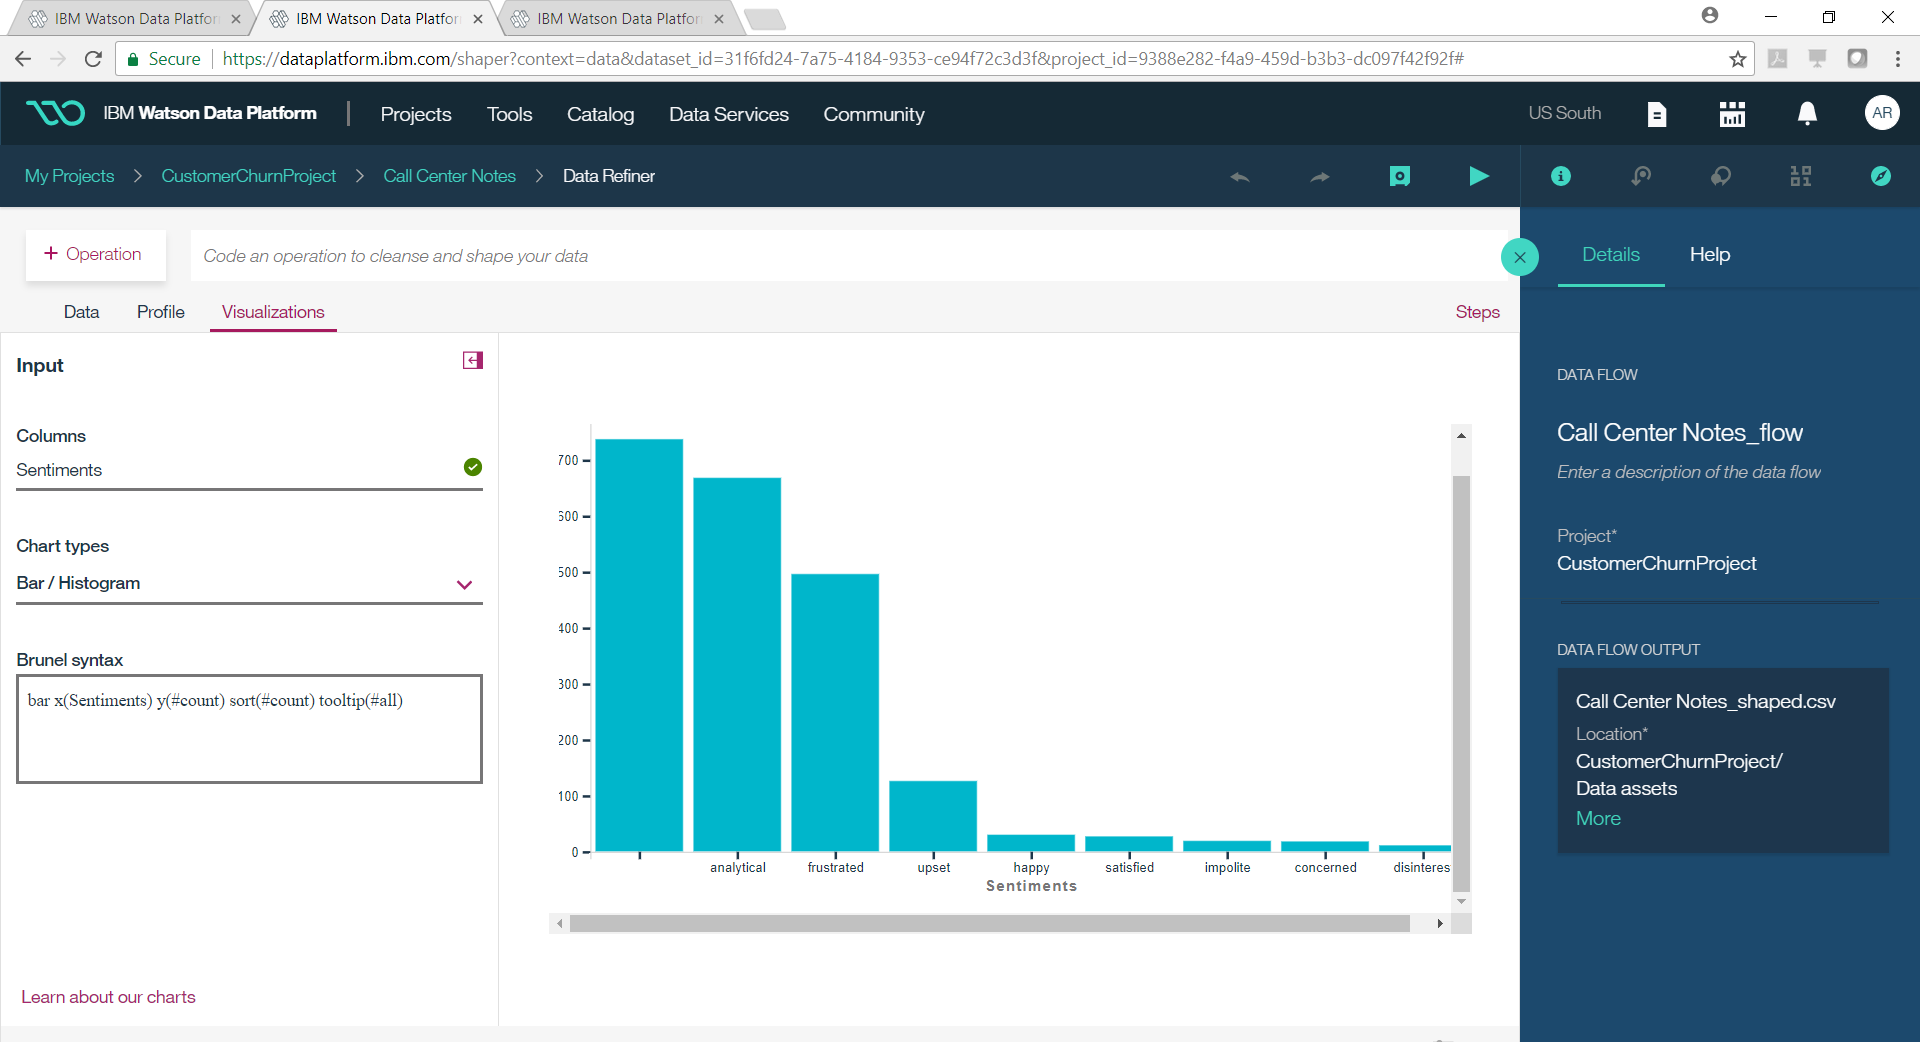 IBM Watson Data Platfor
IBM Watson Data Platfor
IBM Watson Data Platfor
Secure
https://dataplatform.ibm.com/shaper?context=data&dataset_id=31f6fd24-7a75-4184-9353-ce94f72c3d3f&project_id=9388e282-f4a9-459d-b3b3-dc097f42f92f#
IBM Watson Data Platform
Projects
Tools
Catalog
Data Services
Community
US South
AR
My Projects > CustomerChurnProject > Call Center Notes > Data Refiner
+ Operation
Code an operation to cleanse and shape your data
Data
Profile
Visualizations
Steps
Input
Columns
Sentiments
Chart types
Bar / Histogram
Brunel syntax
bar x(Sentiments) y(#count) sort(#count) tooltip(#all)
Learn about our charts
700
600
500
400
300
200
100
0
analytical
frustrated
upset
happy
satisfied
impolite
concerned
disinteres
Sentiments
Details
Help
DATA FLOW
Call Center Notes_flow
Enter a description of the data flow
Project*
CustomerChurnProject
DATA FLOW OUTPUT
Call Center Notes_shaped.csv
Location*
CustomerChurnProject/
Data assets
More